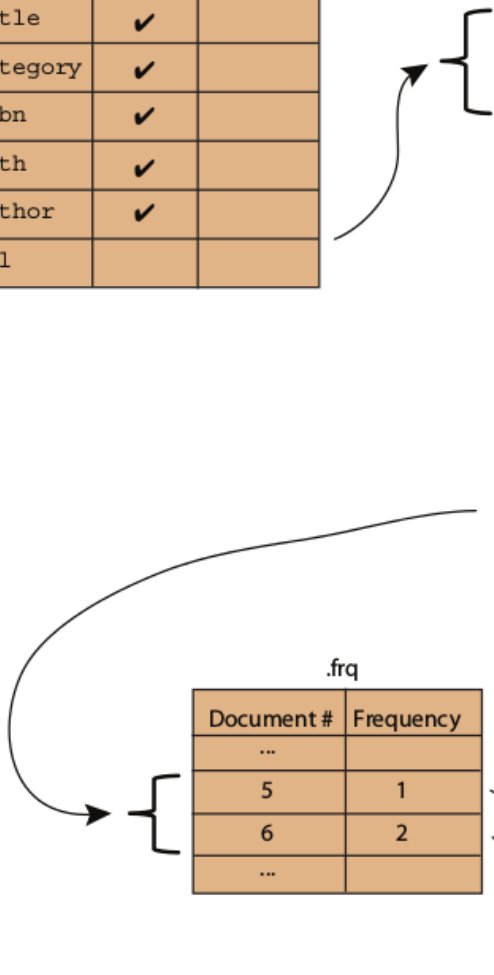 tle ✔
tegory ✔
bn ✔
th ✔
thor ✔
l
.frq
Document # Frequency
...
5 1
6 2
...